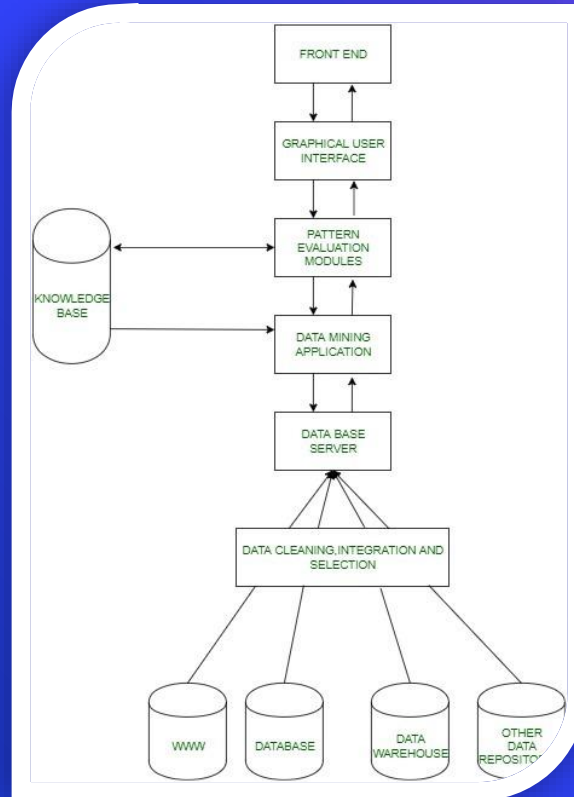 FRONT END
GRAPHICAL USER
INTERFACE
PATTERN
EVALUATION
MODULES
KNOWLEDGE
BASE
DATA MINING
APPLICATION
DATA BASE
SERVER
DATA CLEANING,INTEGRATION AND
SELECTION
WWW
DATABASE
DATA
WAREHOUSE
OTHER
DATA